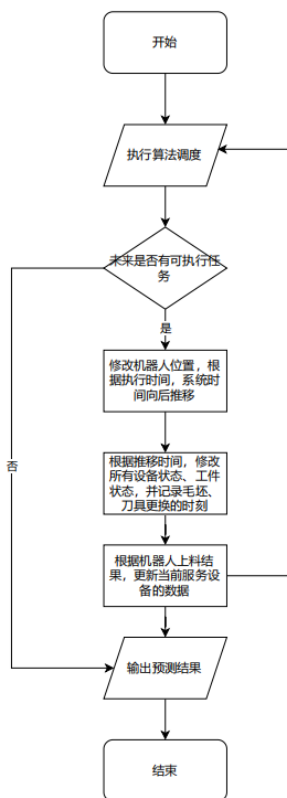 开始
执行算法调度
未来是否有可执行任
务
是
修改机器人位置，根
据执行时间，系统时
间向后推移
否
根据推移时间，修改
所有设备状态、工件
状态，并记录毛坯、
刀具更换的时刻
根据机器人上料结
果，更新当前服务设
备的数据
输出预测结果
结束